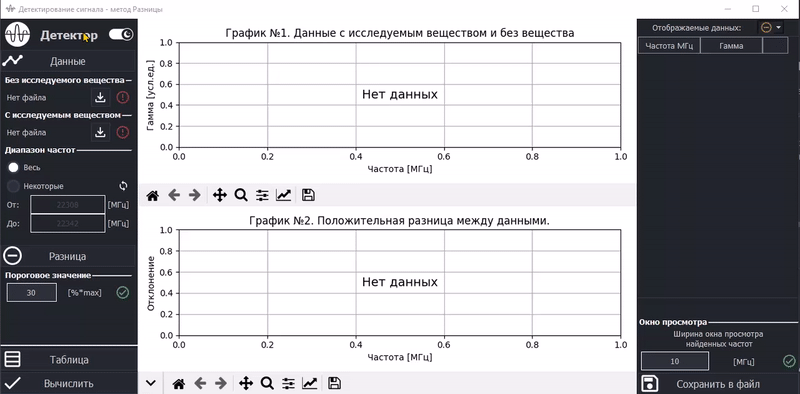 Детектирование сигнала - метод Разницы
Детектор
Данные
Без исследуемого вещества
Нет файла
С исследуемым веществом
Нет файла
Диапазон частот
Весь
Некоторые
От: 22308 [МГц]
До: 22342 [МГц]
Разница
Пороговое значение
30 [%*max]
Таблица
Вычислить
График №1. Данные с исследуемым веществом и без вещества
Гамма [усл.ед.]
1.0
0.8
0.6
0.4
0.2
0.0
Нет данных
0.0 0.2 0.4 0.6 0.8 1.0
Частота [МГц]
График №2. Положительная разница между данными.
Отклонение
1.0
0.8
0.6
0.4
0.2
0.0
Нет данных
0.0 0.2 0.4 0.6 0.8 1.0
Частота [МГц]
Отображаемые данные:
Частота МГц Гамма
Окно просмотра
Ширина окна просмотра
найденных частот
10 [МГц]
Сохранить в файл